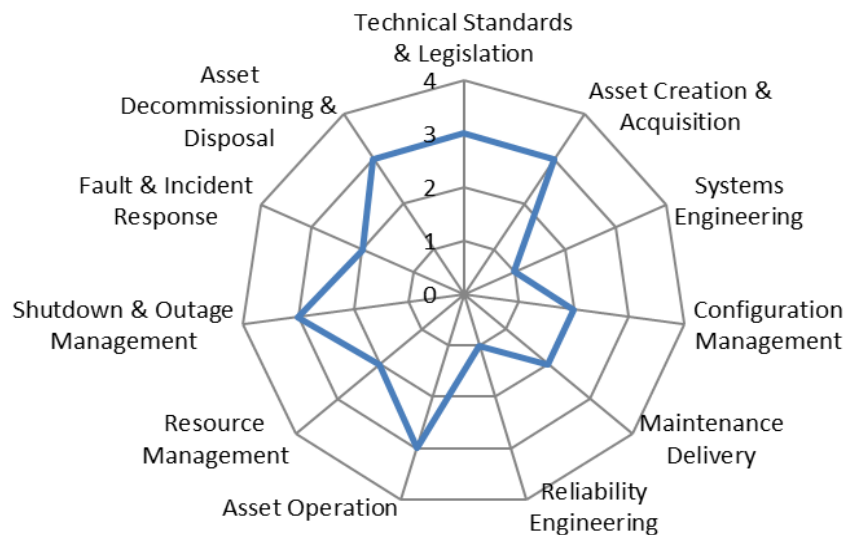 Technical Standards
& Legislation
Asset Creation &
Acquisition
Systems
Engineering
Configuration
Management
Maintenance
Delivery
Reliability
Engineering
Asset Operation
Resource
Management
Shutdown & Outage
Management
Fault & Incident
Response
Asset
Decommissioning &
Disposal
4
3
2
1
0